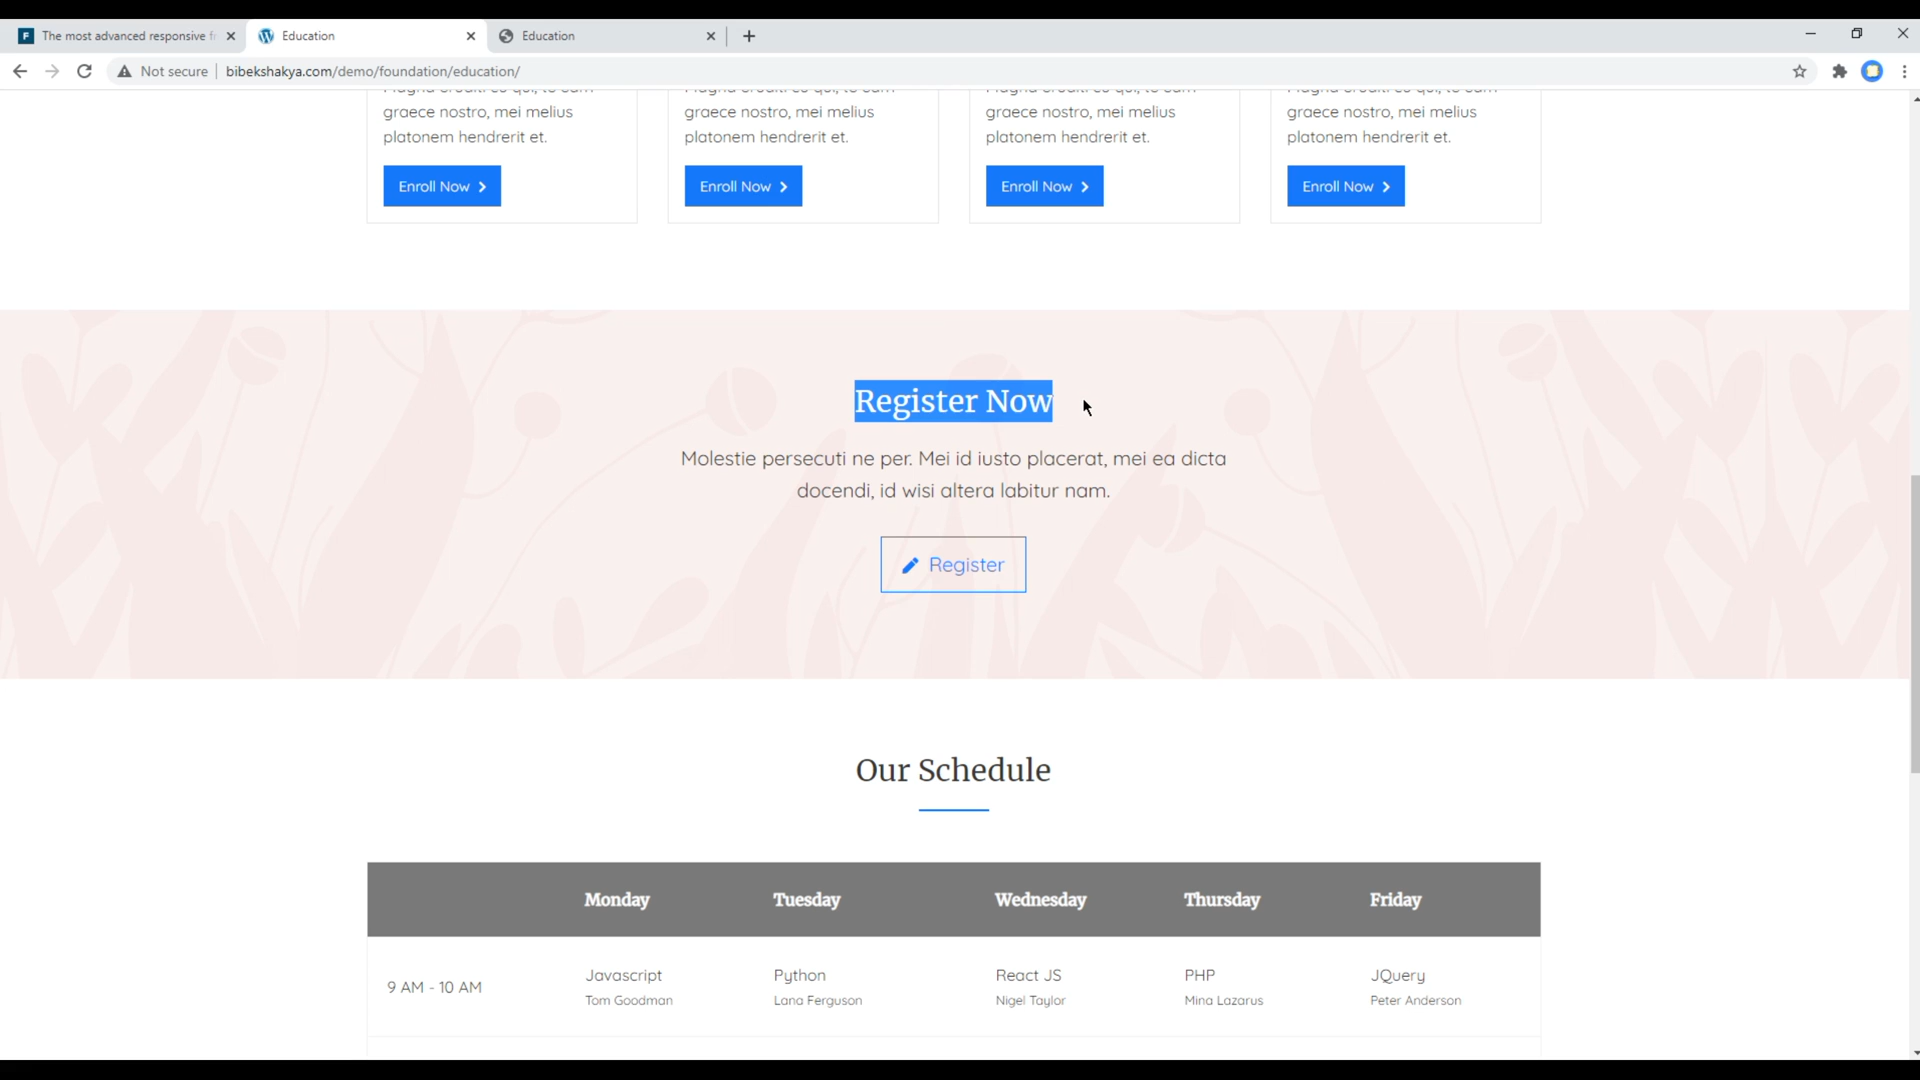 The most advanced responsive
Education
Education
Not secure
bibekshakya.com/demo/foundation/education/
graece nostro, mei melius
platonem hendrerit et.
Enroll Now
graece nostro, mei melius
platonem hendrerit et.
Enroll Now
graece nostro, mei melius
platonem hendrerit et.
Enroll Now
graece nostro, mei melius
platonem hendrerit et.
Enroll Now
Register Now
Molestie persecuti ne per. Mei id iusto placerat, mei ea dicta
docendi, id wisi altera labitur nam.
Register
Our Schedule
Monday Tuesday Wednesday Thursday Friday
9 AM - 10 AM
Javascript
Tom Goodman
Python
Lana Ferguson
React JS
Nigel Taylor
PHP
Mina Lazarus
JQuery
Peter Anderson